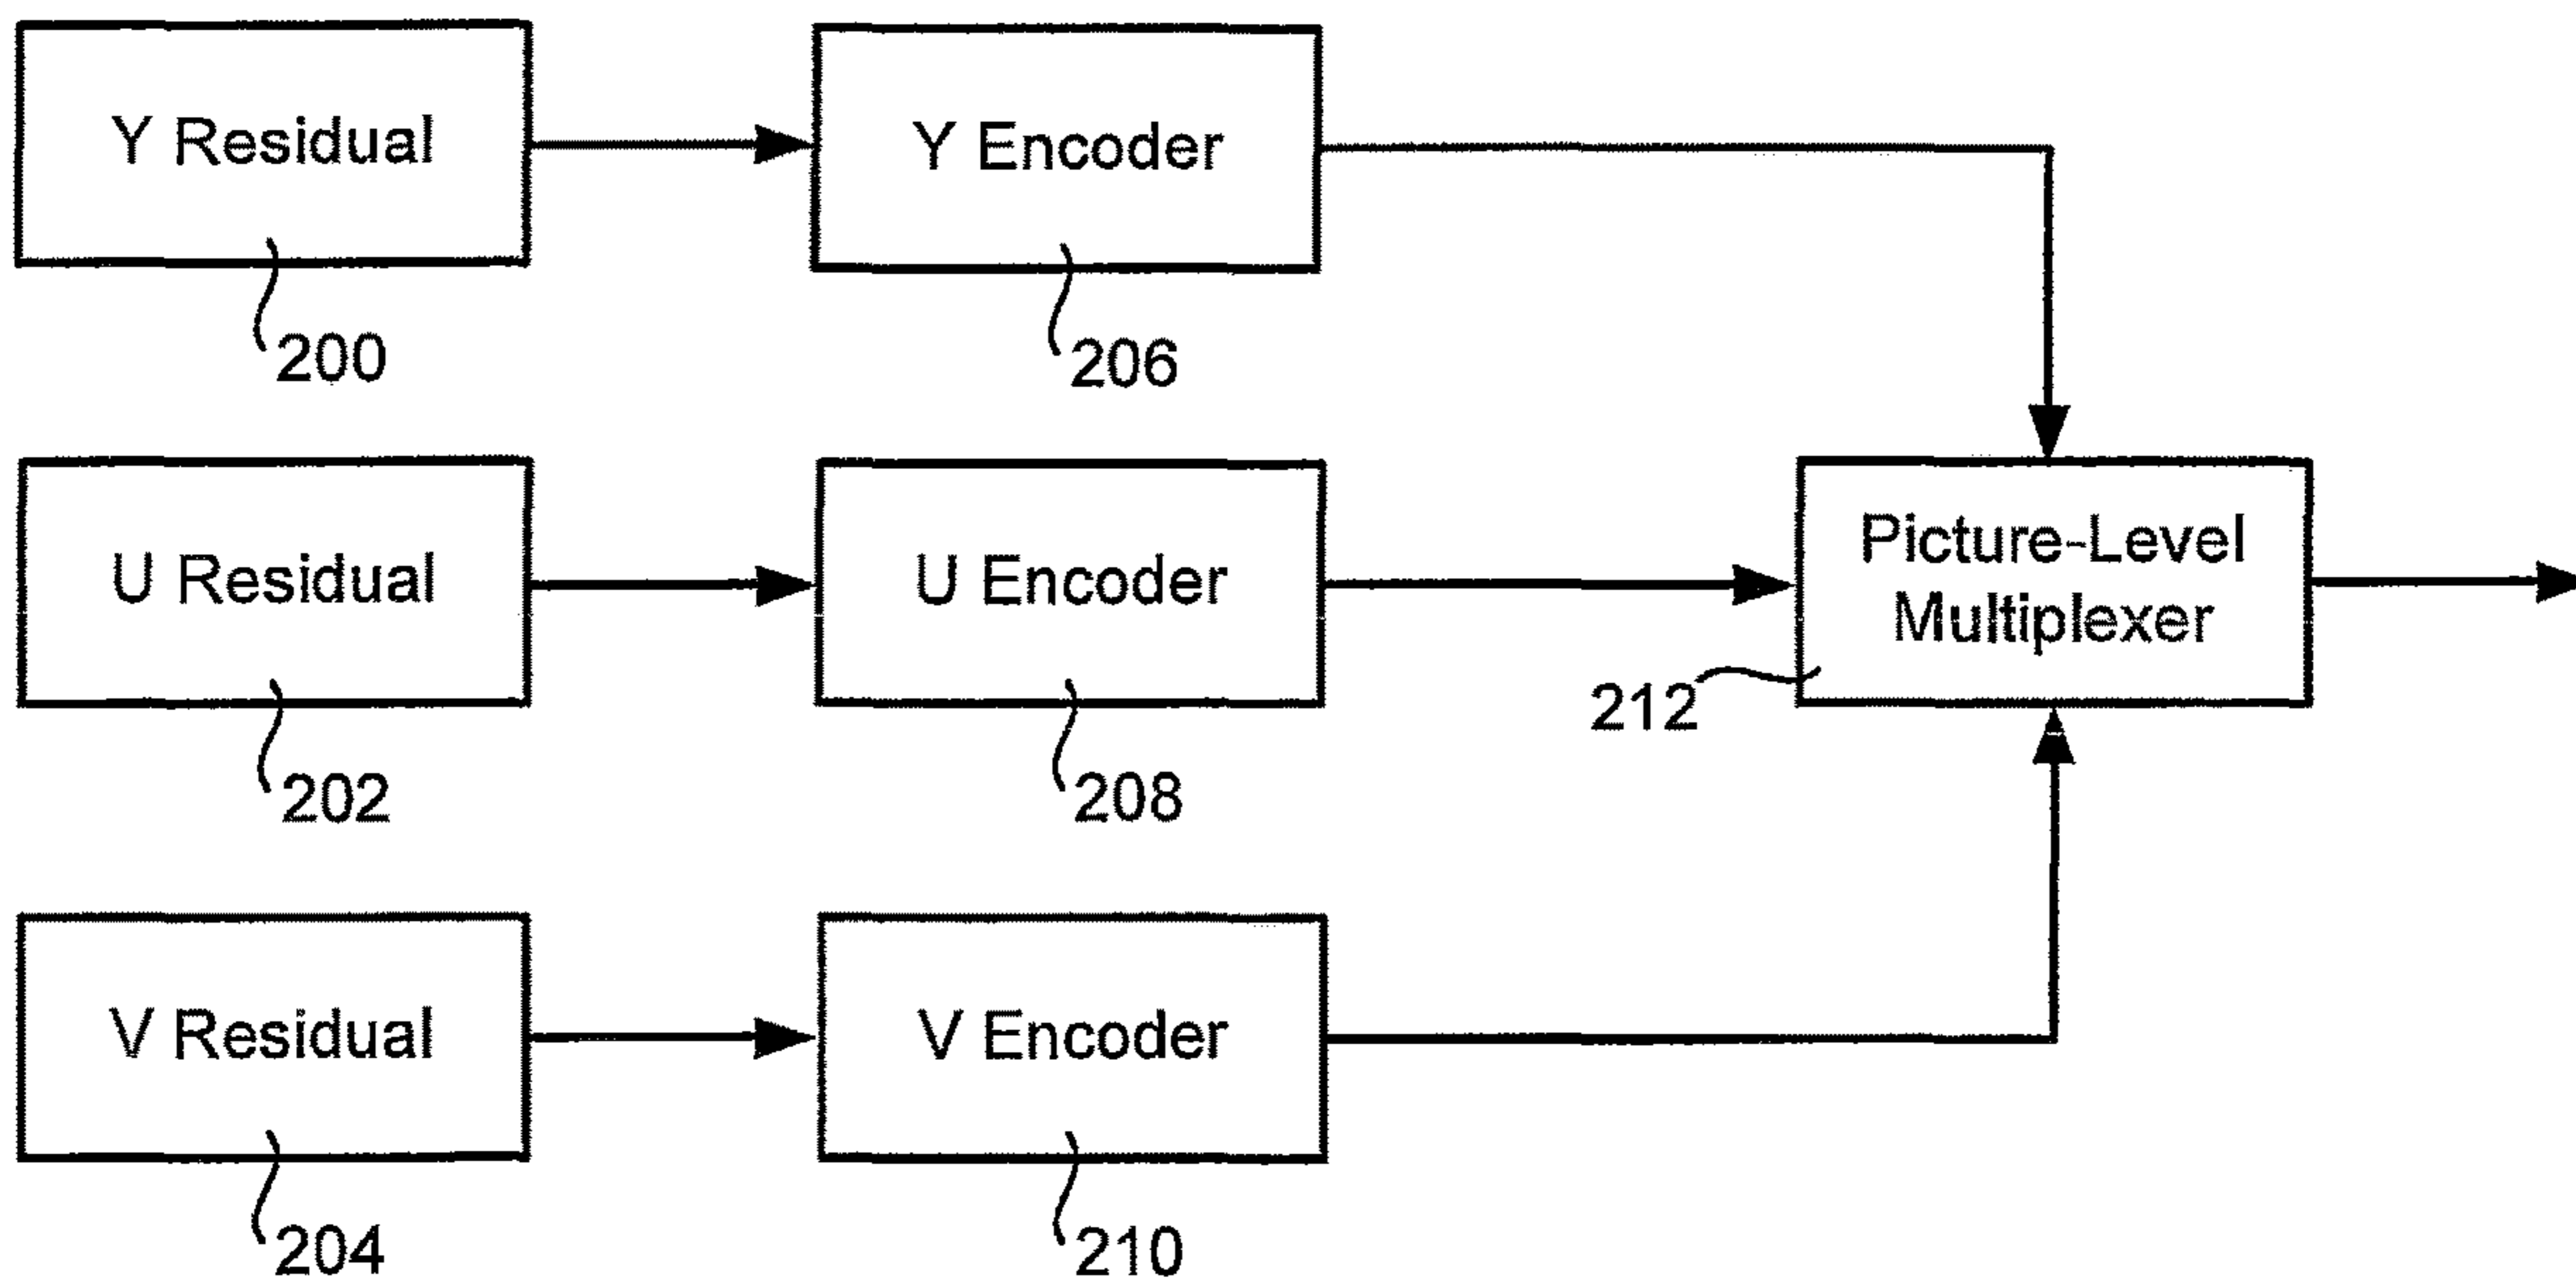 Y Residual
200
Y Encoder
206
U Residual
202
U Encoder
208
Picture-Level
Multiplexer
212
V Residual
204
V Encoder
210